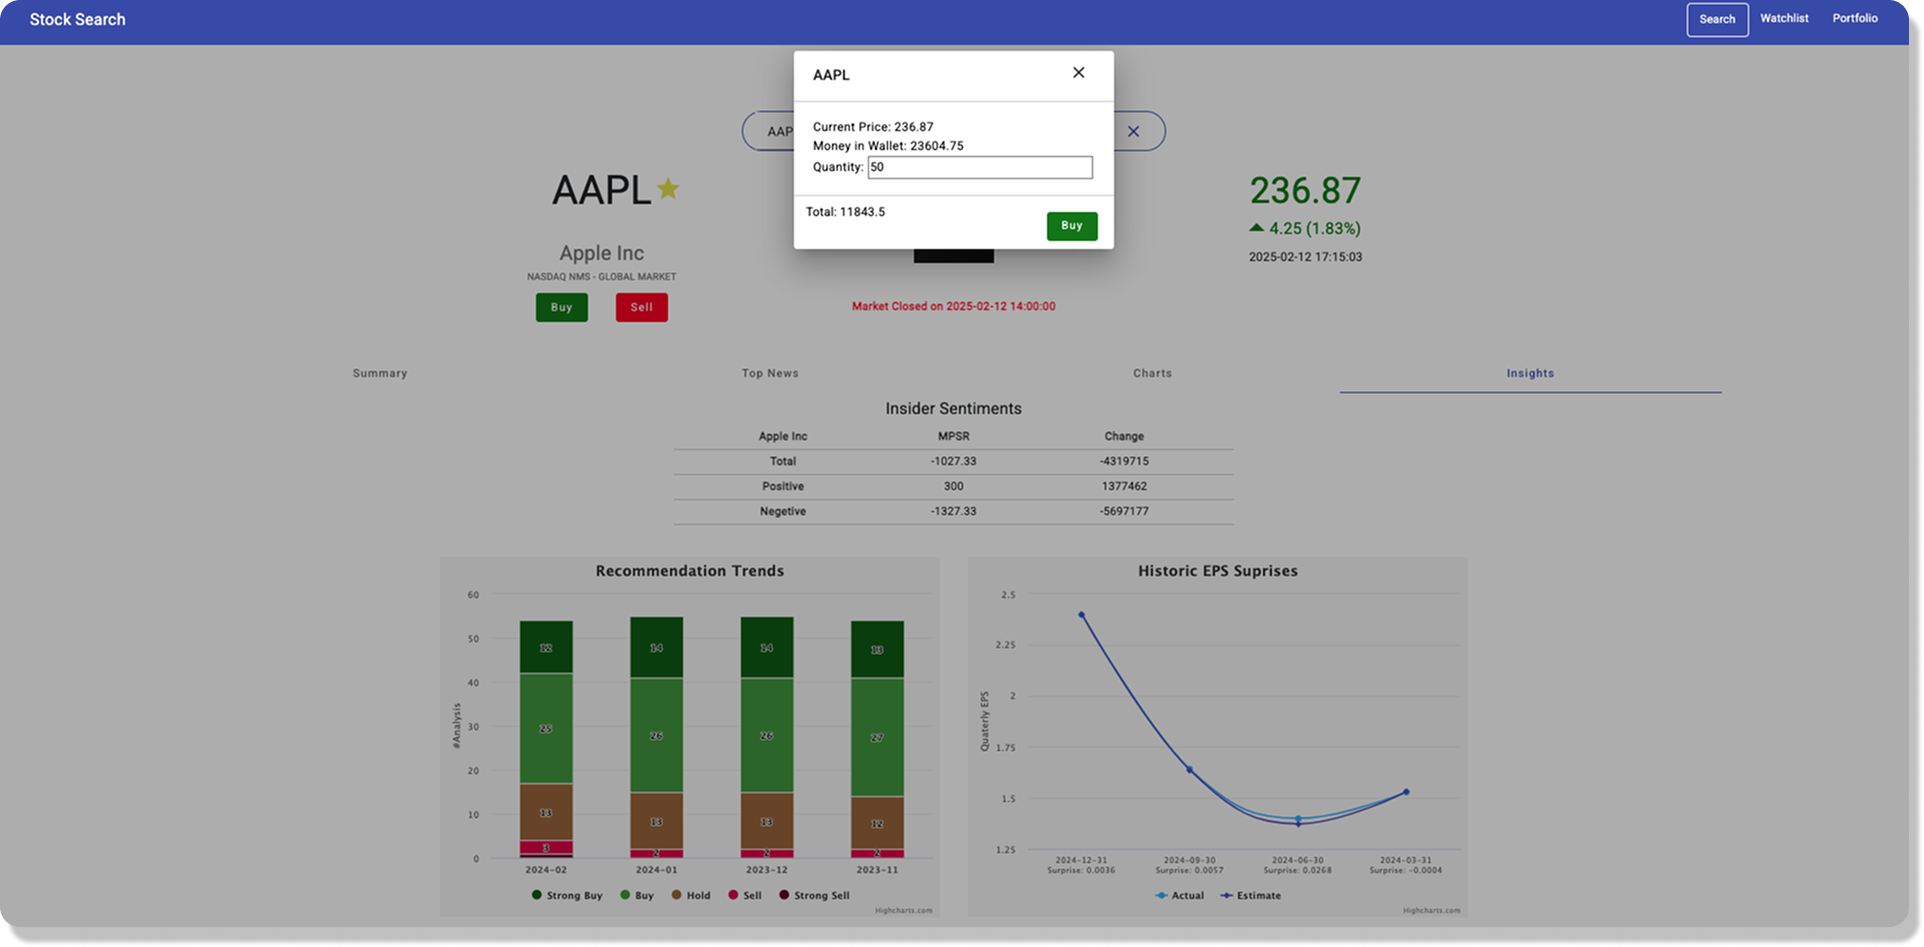 Stock Search
Search Watchlist Portfolio
AAPL
Current Price: 236.87
Money in Wallet: 23604.75
Quantity: 50
Total: 11843.5
Buy
AAP
AAPL
Apple Inc
NASDAQ NMS - GLOBAL MARKET
Buy Sell
236.87
4.25 (1.83%)
2025-02-12 17:15:03
Market Closed on 2025-02-12 14:00:00
Summary Top News Charts Insights
Insider Sentiments
Apple Inc MPSR Change
Total -1027.33 -4319715
Positive 300 1377462
Negetive -1327.33 -5697177
Recommendation Trends
#Analysis
60
50
40
30
20
10
0
12 14 14 13
25 26 26 27
13 13 13 12
3 2 2 2
2024-02 2024-01 2023-12 2023-11
Strong Buy Buy Hold Sell Strong Sell
Highcharts.com
Historic EPS Suprises
Quaterly EPS
2.5
2.25
2
1.75
1.5
1.25
2024-12-31 2024-09-30 2024-06-30 2024-03-31
Surprise: 0.0036 Surprise: 0.0057 Surprise: 0.0268 Surprise: -0.0004
Actual Estimate
Highcharts.com